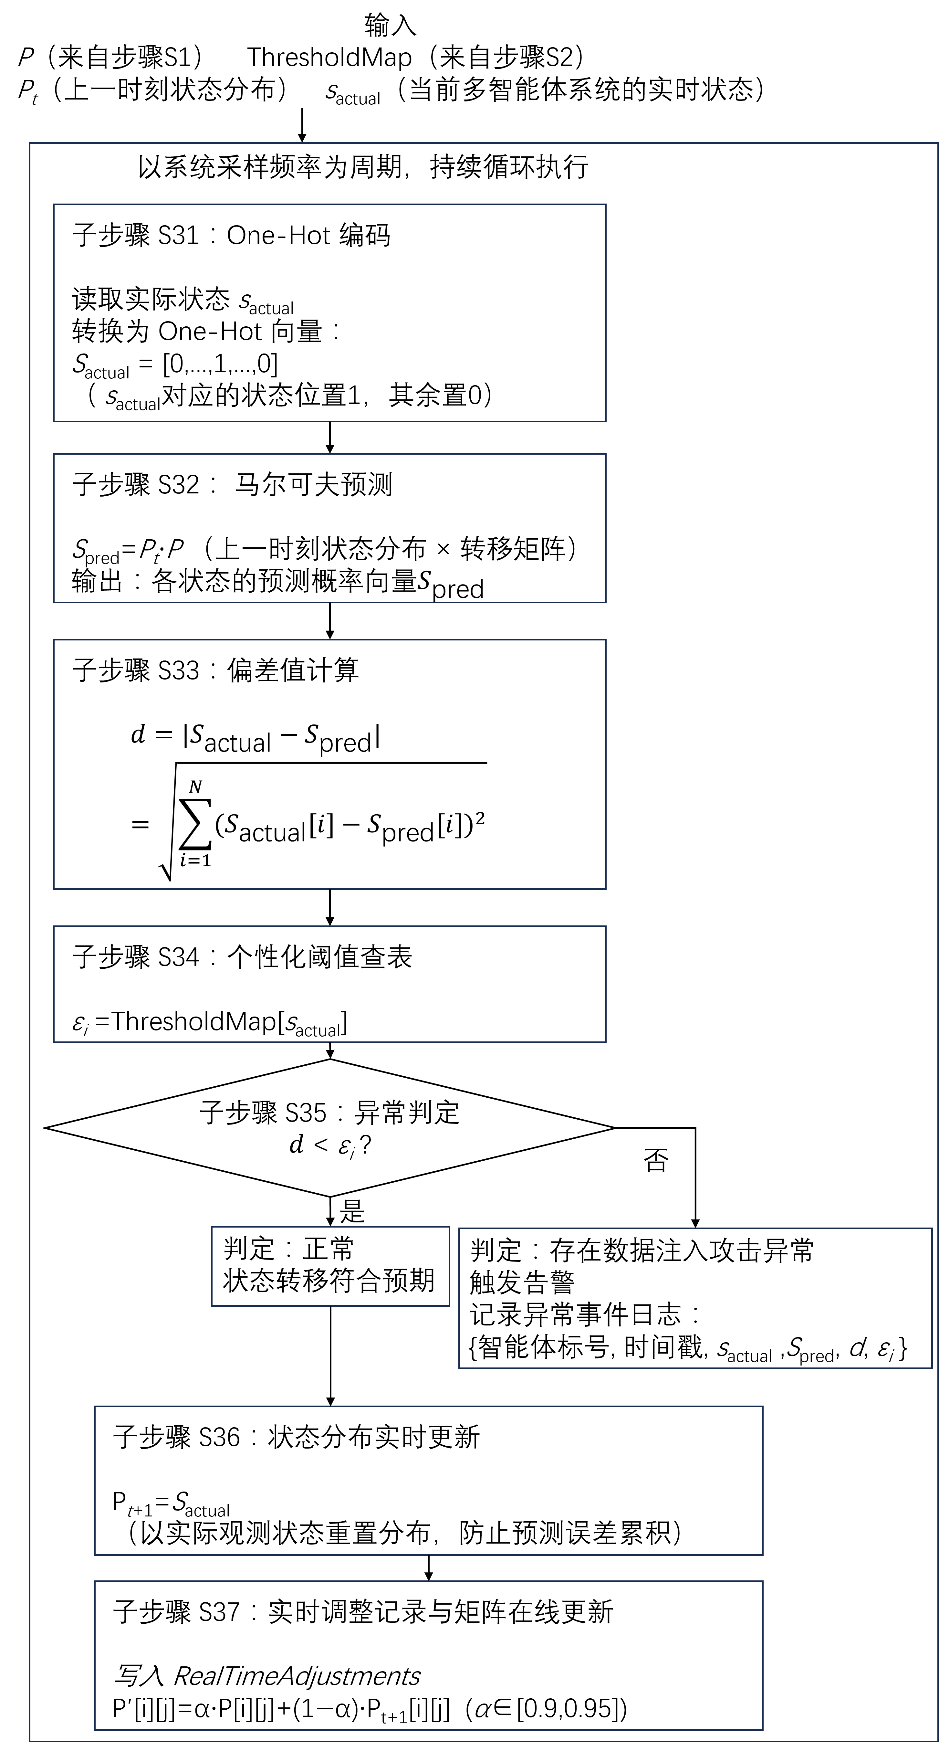 输入
P（来自步骤S1） ThresholdMap（来自步骤S2）
Pt（上一时刻状态分布） sactual（当前多智能体系统的实时状态）
以系统采样频率为周期，持续循环执行
子步骤 S31：One-Hot 编码
读取实际状态 sactual
转换为 One-Hot 向量：
Sactual = [0,...,1,...,0]
（ sactual对应的状态位置1，其余置0）
子步骤 S32： 马尔可夫预测
Spred=Pt·P （上一时刻状态分布 × 转移矩阵）
输出：各状态的预测概率向量Spred
子步骤 S33：偏差值计算
d = |Sactual − Spred|
= √∑i=1N(Sactual[i] − Spred[i])²
子步骤 S34：个性化阈值查表
εi =ThresholdMap[sactual]
子步骤 S35：异常判定
d < εi？
否
是
判定：正常
状态转移符合预期
判定：存在数据注入攻击异常
触发告警
记录异常事件日志：
{智能体标号, 时间戳, sactual ,Spred, d, εi }
子步骤 S36：状态分布实时更新
Pt+1=Sactual
（以实际观测状态重置分布，防止预测误差累积）
子步骤 S37：实时调整记录与矩阵在线更新
写入 RealTimeAdjustments
P′[i][j]=α·P[i][j]+(1−α)·Pt+1[i][j] (α∈[0.9,0.95])